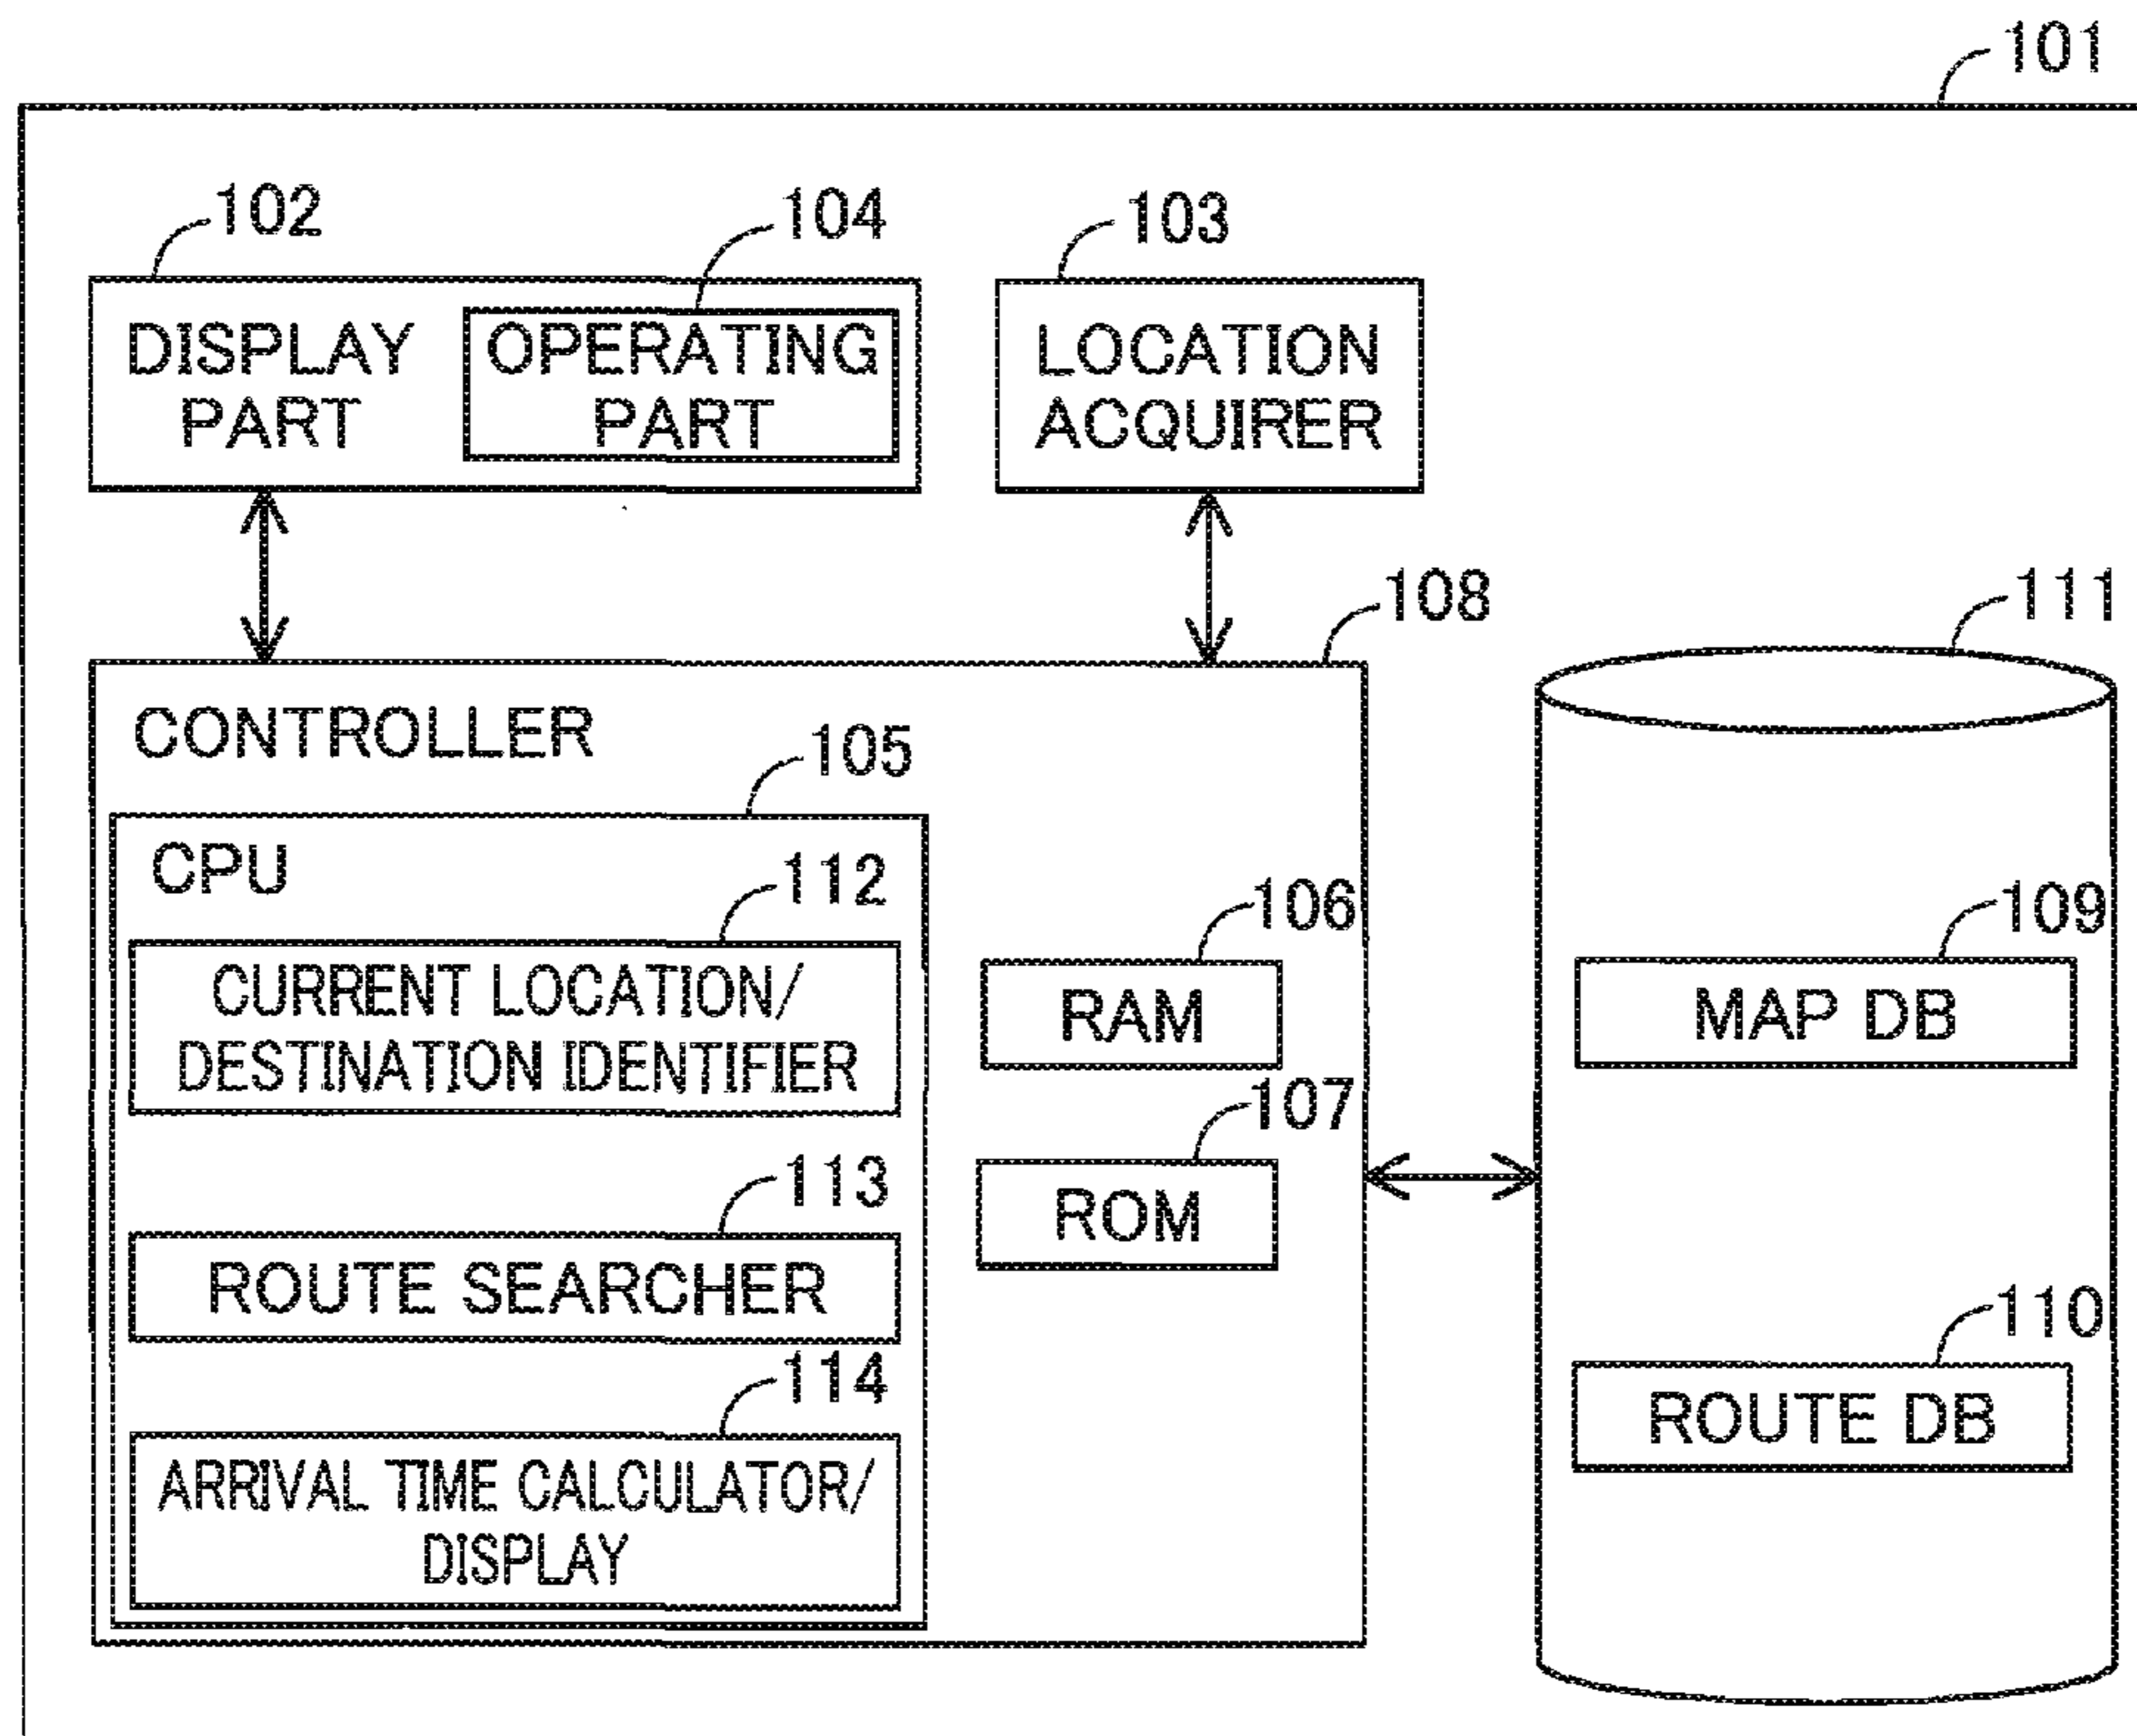 101
102
104
103
DISPLAY
PART
OPERATING
PART
LOCATION
ACQUIRER
108
111
CONTROLLER
105
CPU
112
CURRENT LOCATION/
DESTINATION IDENTIFIER
106
RAM
107
ROM
113
ROUTE SEARCHER
114
ARRIVAL TIME CALCULATOR/
DISPLAY
109
MAP DB
110
ROUTE DB